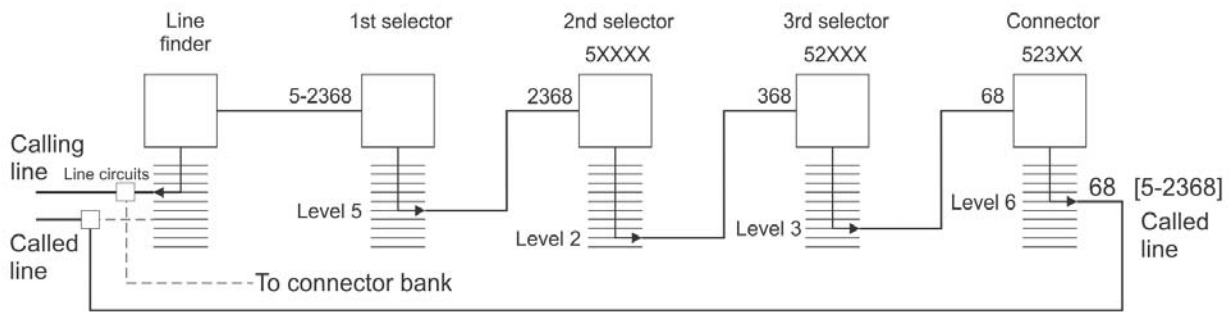 Line
finder
1st selector
2nd selector
5XXXX
3rd selector
52XXX
Connector
523XX
5-2368
2368
368
68
Calling
line
Line circuits
Level 5
Level 2
Level 3
Level 6
68 [5-2368]
Called
line
Called
line
To connector bank